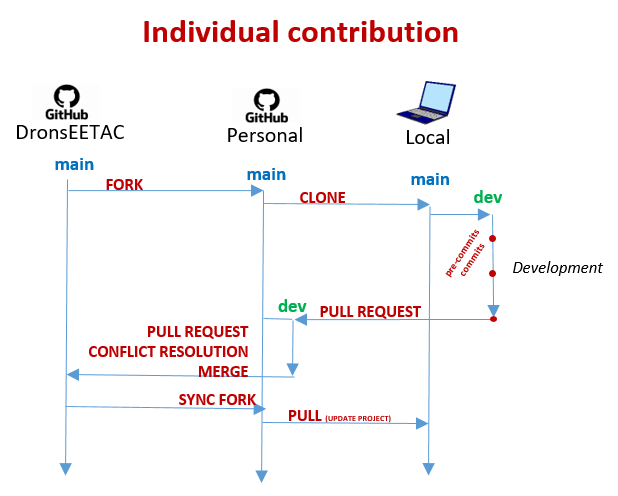 Individual contribution
GitHub
DronsEETAC
GitHub
Personal
Local
main
main
main
dev
FORK
CLONE
pre-commits
commits
Development
dev
PULL REQUEST
PULL REQUEST
CONFLICT RESOLUTION
MERGE
SYNC FORK
PULL (UPDATE PROJECT)